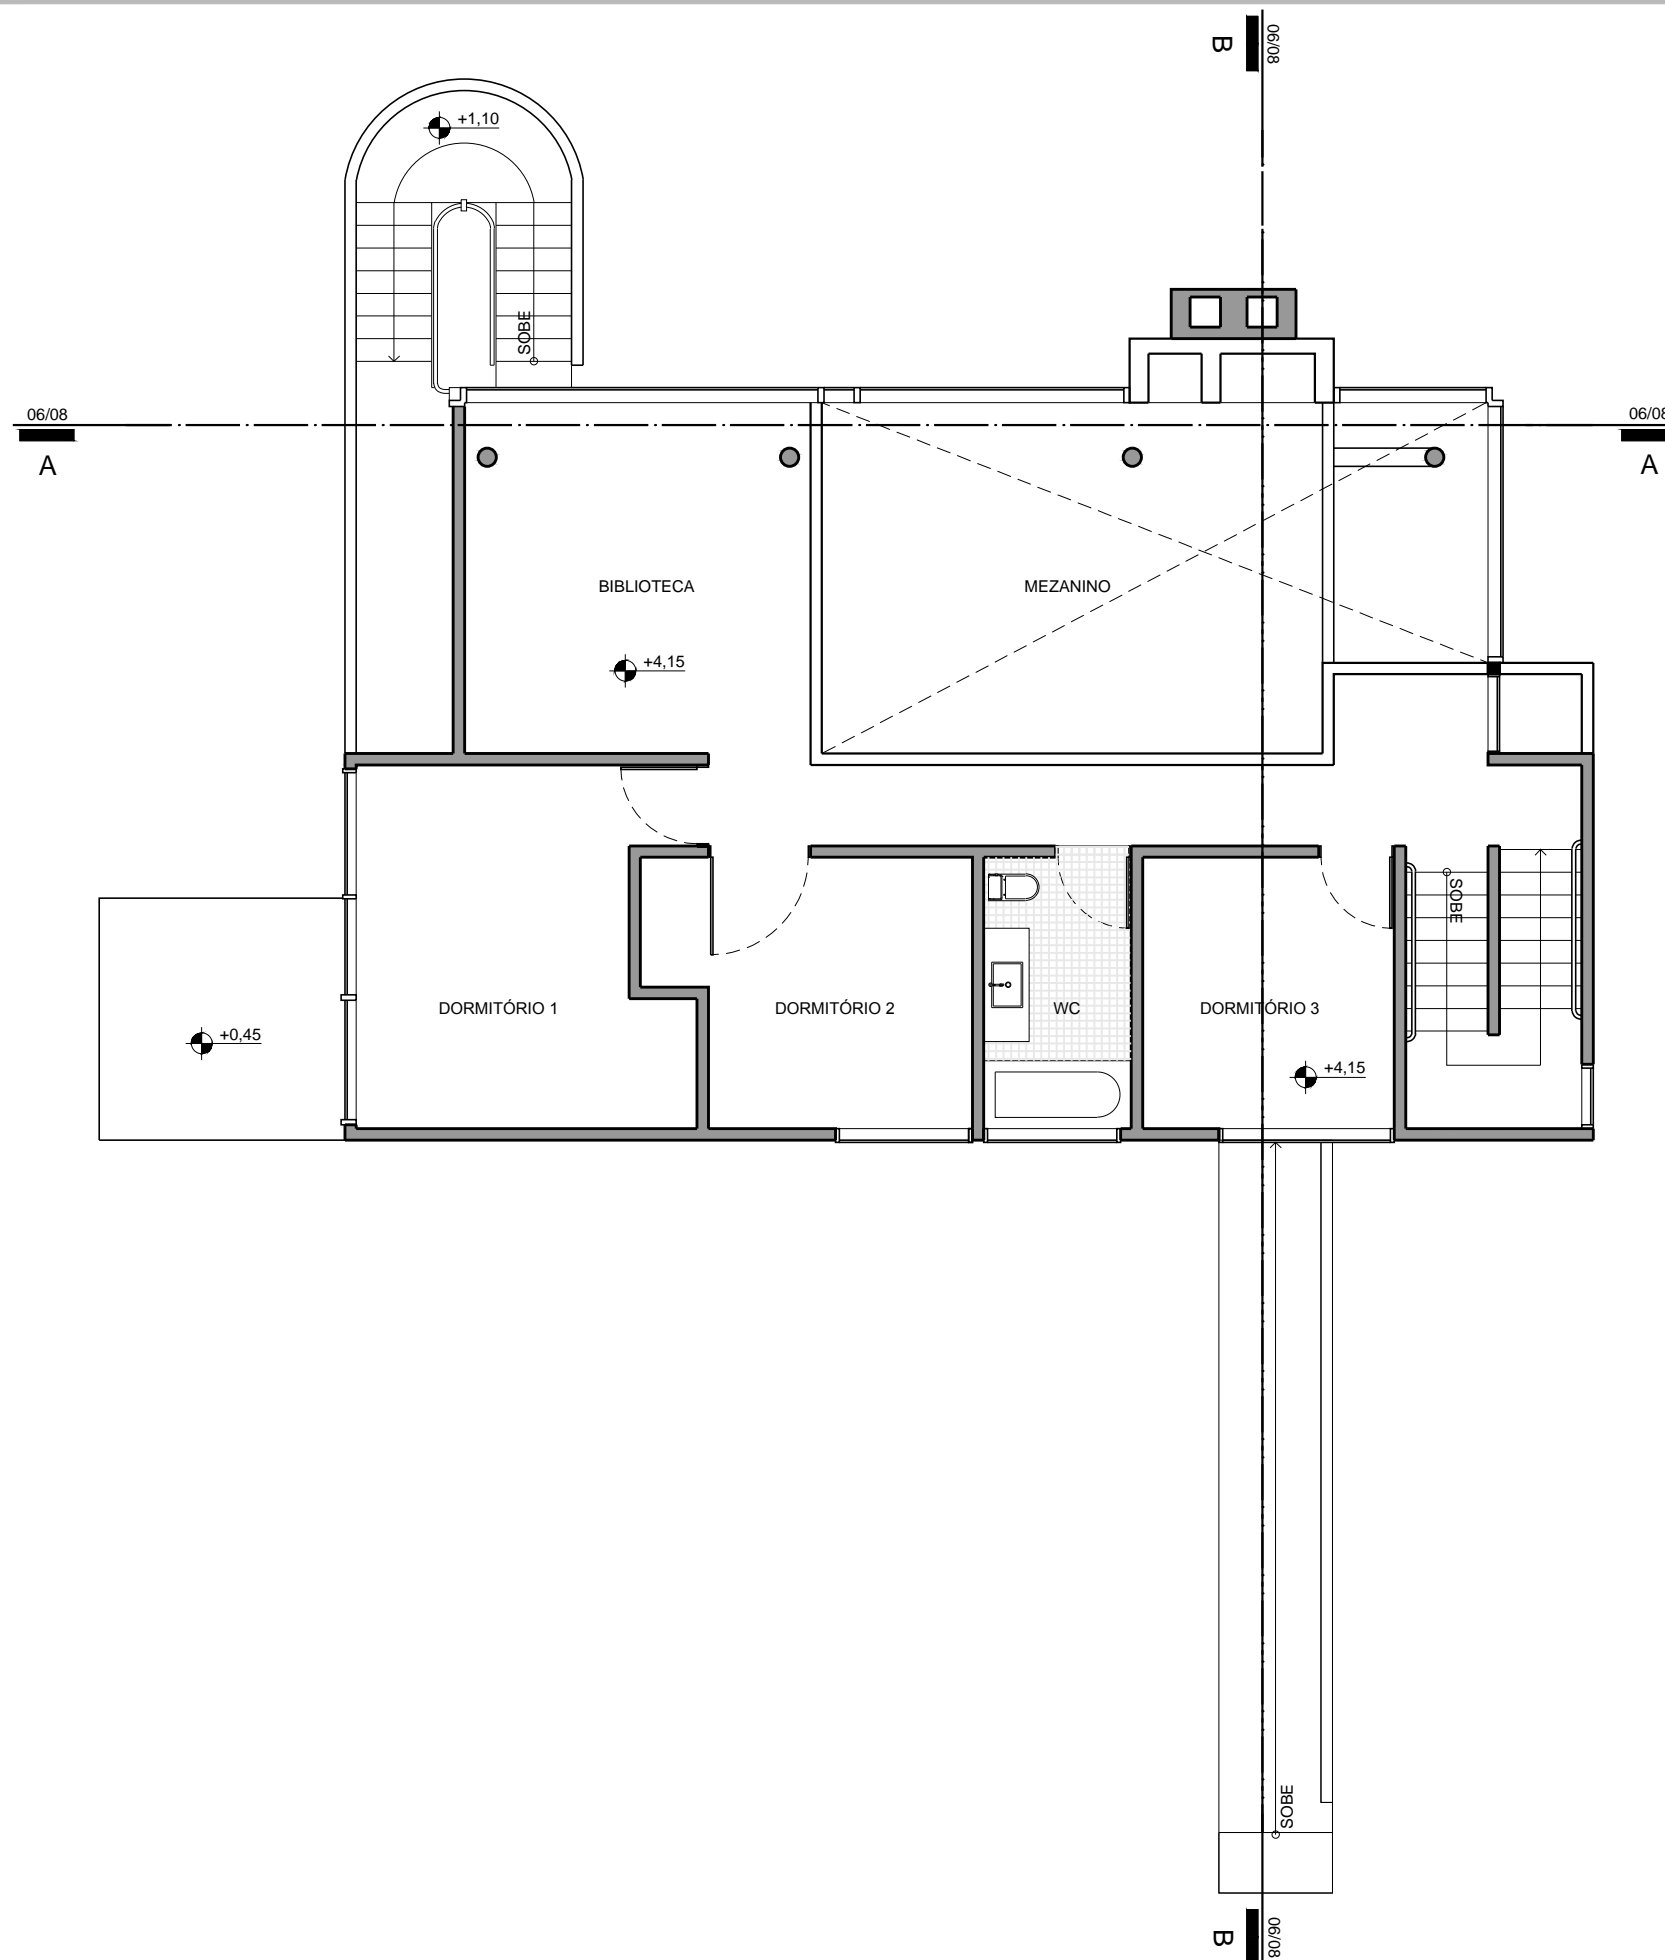 B
06/08
+1,10
SOBE
06/08
A
06/08
A
BIBLIOTECA
MEZANINO
+4,15
SOBE
DORMITÓRIO 1
DORMITÓRIO 2
WC
DORMITÓRIO 3
+0,45
+4,15
SOBE
B
06/08